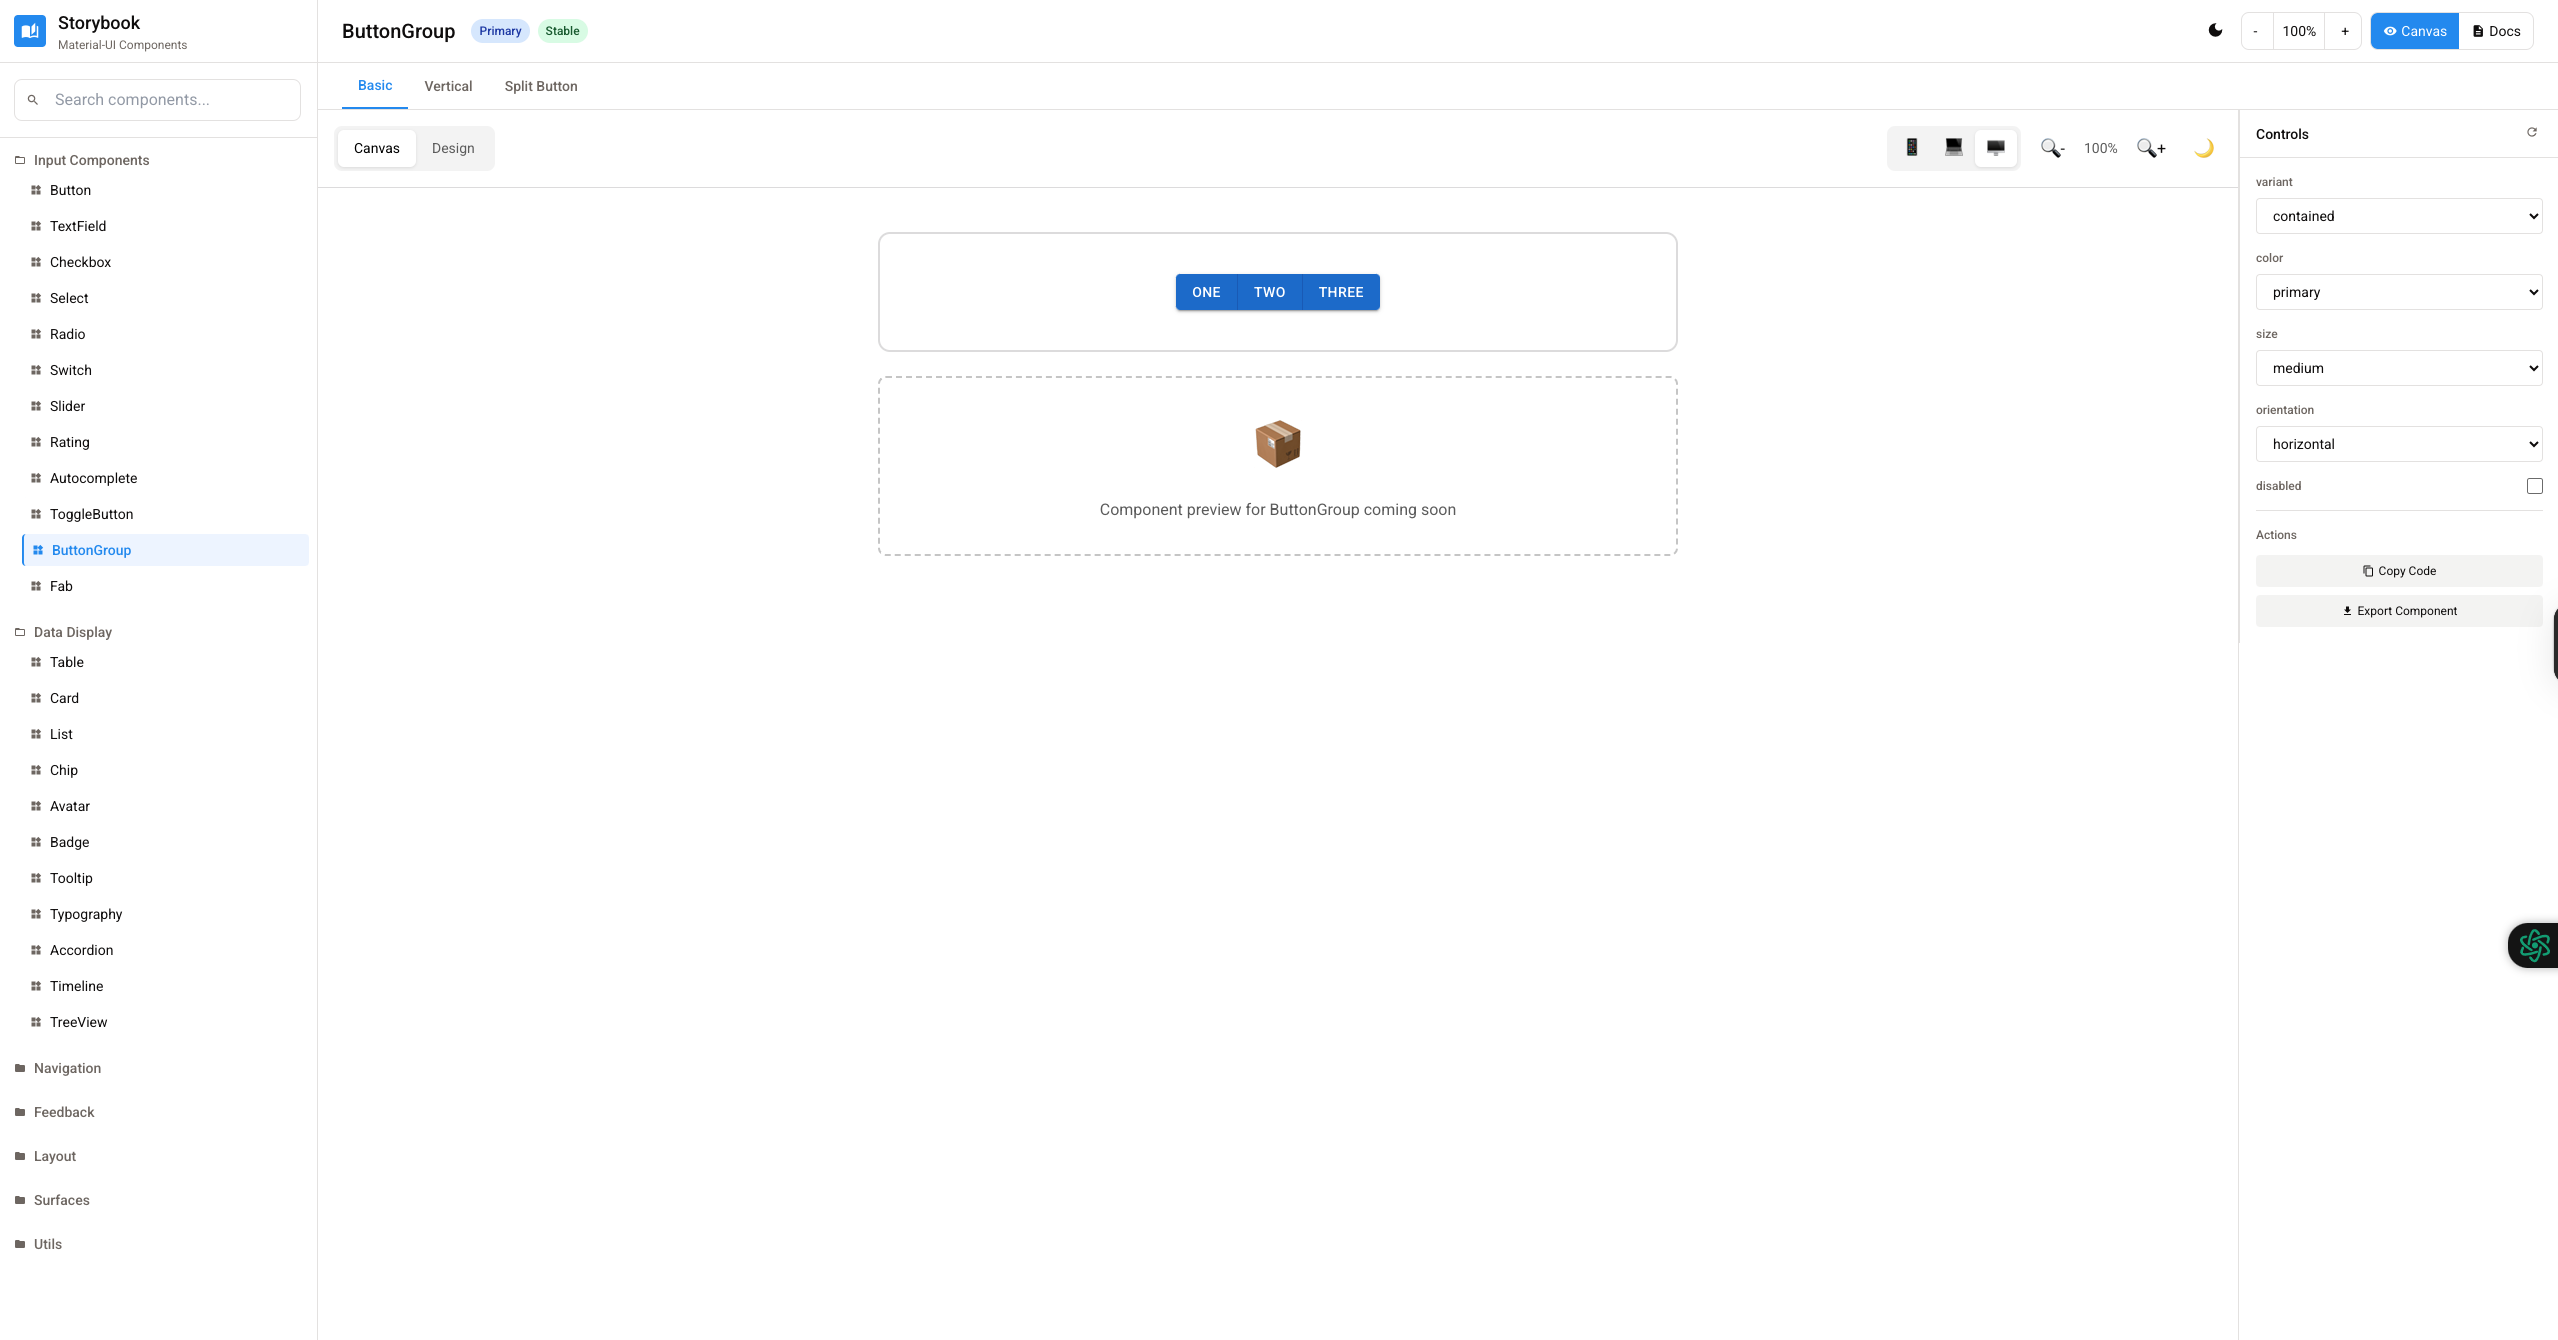 Storybook
Material-UI Components
Search components...
Input Components
Button
TextField
Checkbox
Select
Radio
Switch
Slider
Rating
Autocomplete
ToggleButton
ButtonGroup
Fab
Data Display
Table
Card
List
Chip
Avatar
Badge
Tooltip
Typography
Accordion
Timeline
TreeView
Navigation
Feedback
Layout
Surfaces
Utils
ButtonGroup Primary Stable
- 100% + Canvas Docs
Basic Vertical Split Button
Canvas Design
- 100% +
ONE TWO THREE
Component preview for ButtonGroup coming soon
Controls
variant
contained
color
primary
size
medium
orientation
horizontal
disabled
Actions
Copy Code
Export Component